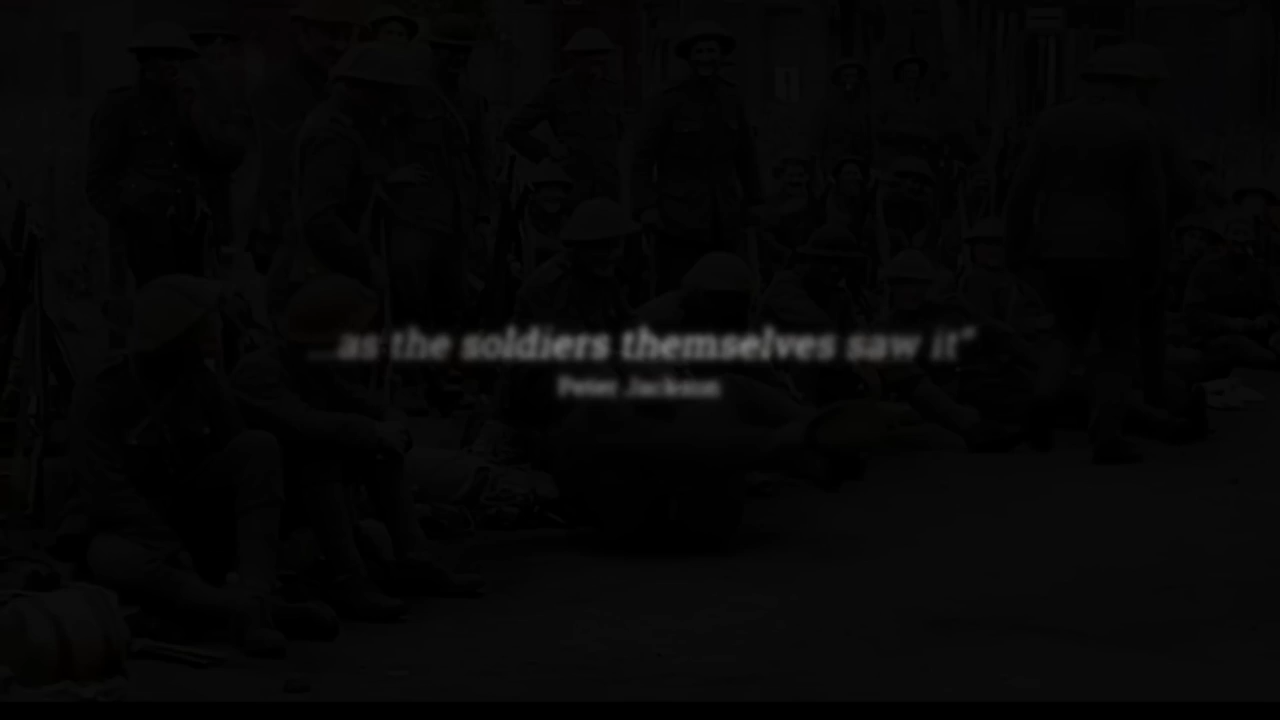 ...as the soldiers themselves saw it"
Peter Jackson